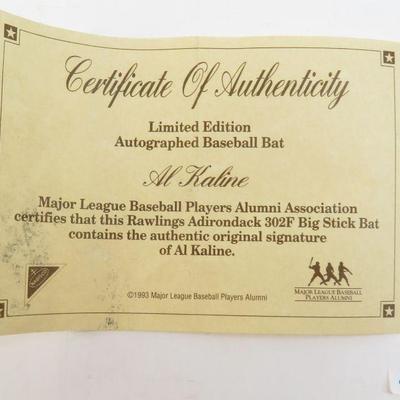 Certificate Of Authenticity
Limited Edition
Autographed Baseball Bat
Al Kaline
Major League Baseball Players Alumni Association
certifies that this Rawlings Adirondack 302F Big Stick Bat
contains the authentic original signature
of Al Kaline.
©1993 Major League Baseball Players Alumni
MAJOR LEAGUE BASEBALL
PLAYERS ALUMNI